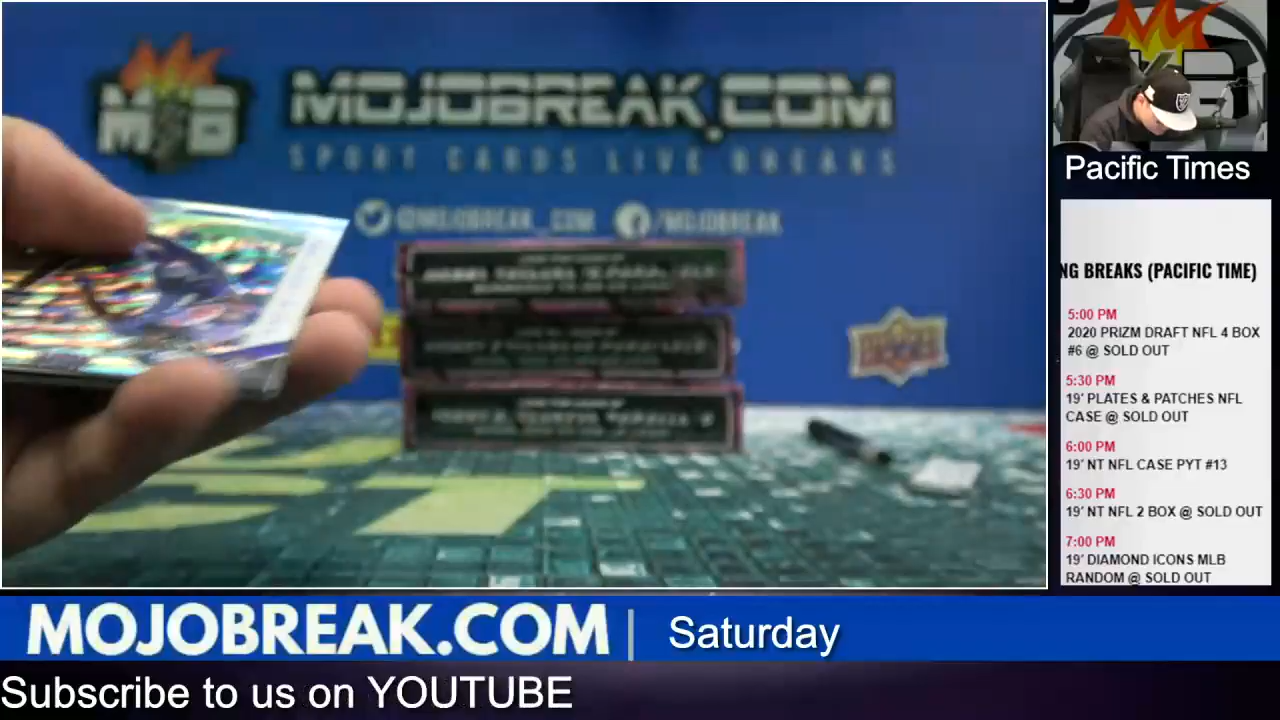 MOJOBREAK.COM
SPORT CARDS LIVE BREAKS
@MOJOBREAK_COM /MOJOBREAK
Pacific Times
NG BREAKS (PACIFIC TIME)
5:00 PM
2020 PRIZM DRAFT NFL 4 BOX
#6 @ SOLD OUT
5:30 PM
19' PLATES & PATCHES NFL
CASE @ SOLD OUT
6:00 PM
19' NT NFL CASE PYT #13
6:30 PM
19' NT NFL 2 BOX @ SOLD OUT
7:00 PM
19' DIAMOND ICONS MLB
RANDOM @ SOLD OUT
MOJOBREAK.COM | Saturday
Subscribe to us on YOUTUBE